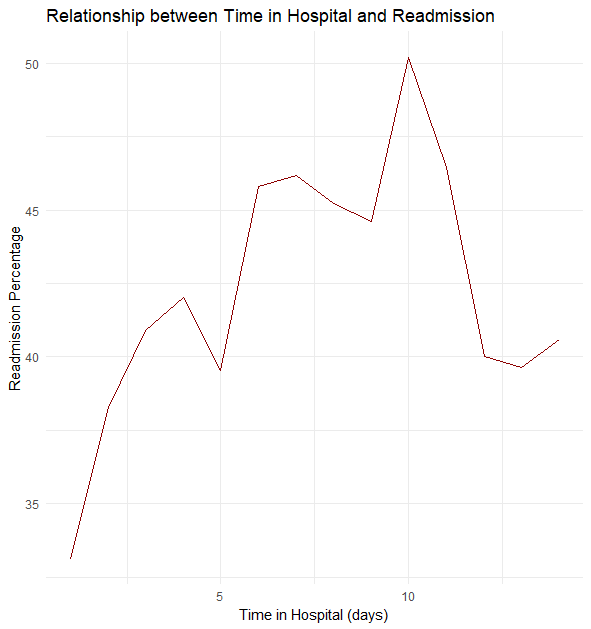 Relationship between Time in Hospital and Readmission
Readmission Percentage
50
45
40
35
5
10
Time in Hospital (days)